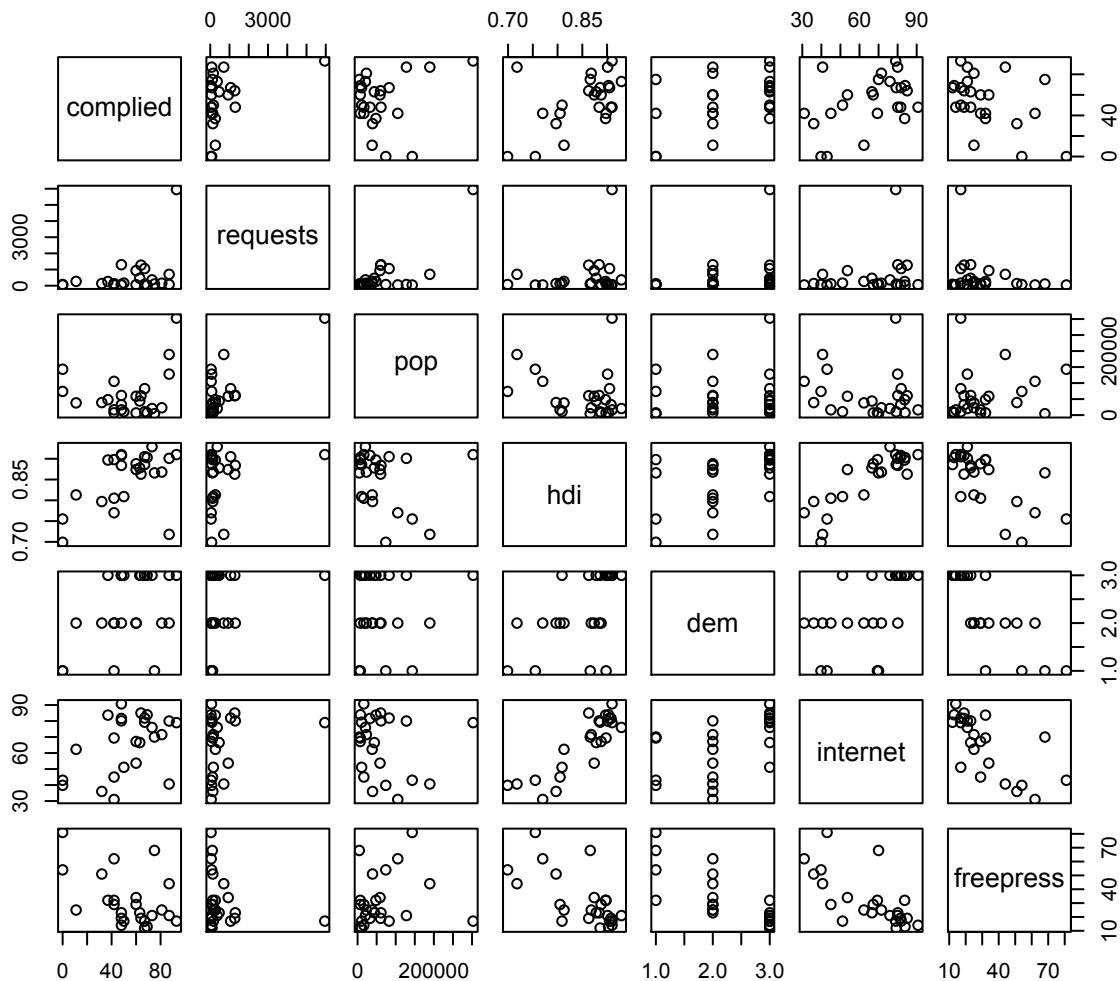 0 3000 0.70 0.85 30 60 90
complied 0 40
0 3000 requests
pop 0 200000
0.70 0.85 hdi
dem 1.0 2.0 3.0
30 60 90 internet
freepress 10 40 70
0 40 80 0 200000 1.0 2.0 3.0 10 40 70